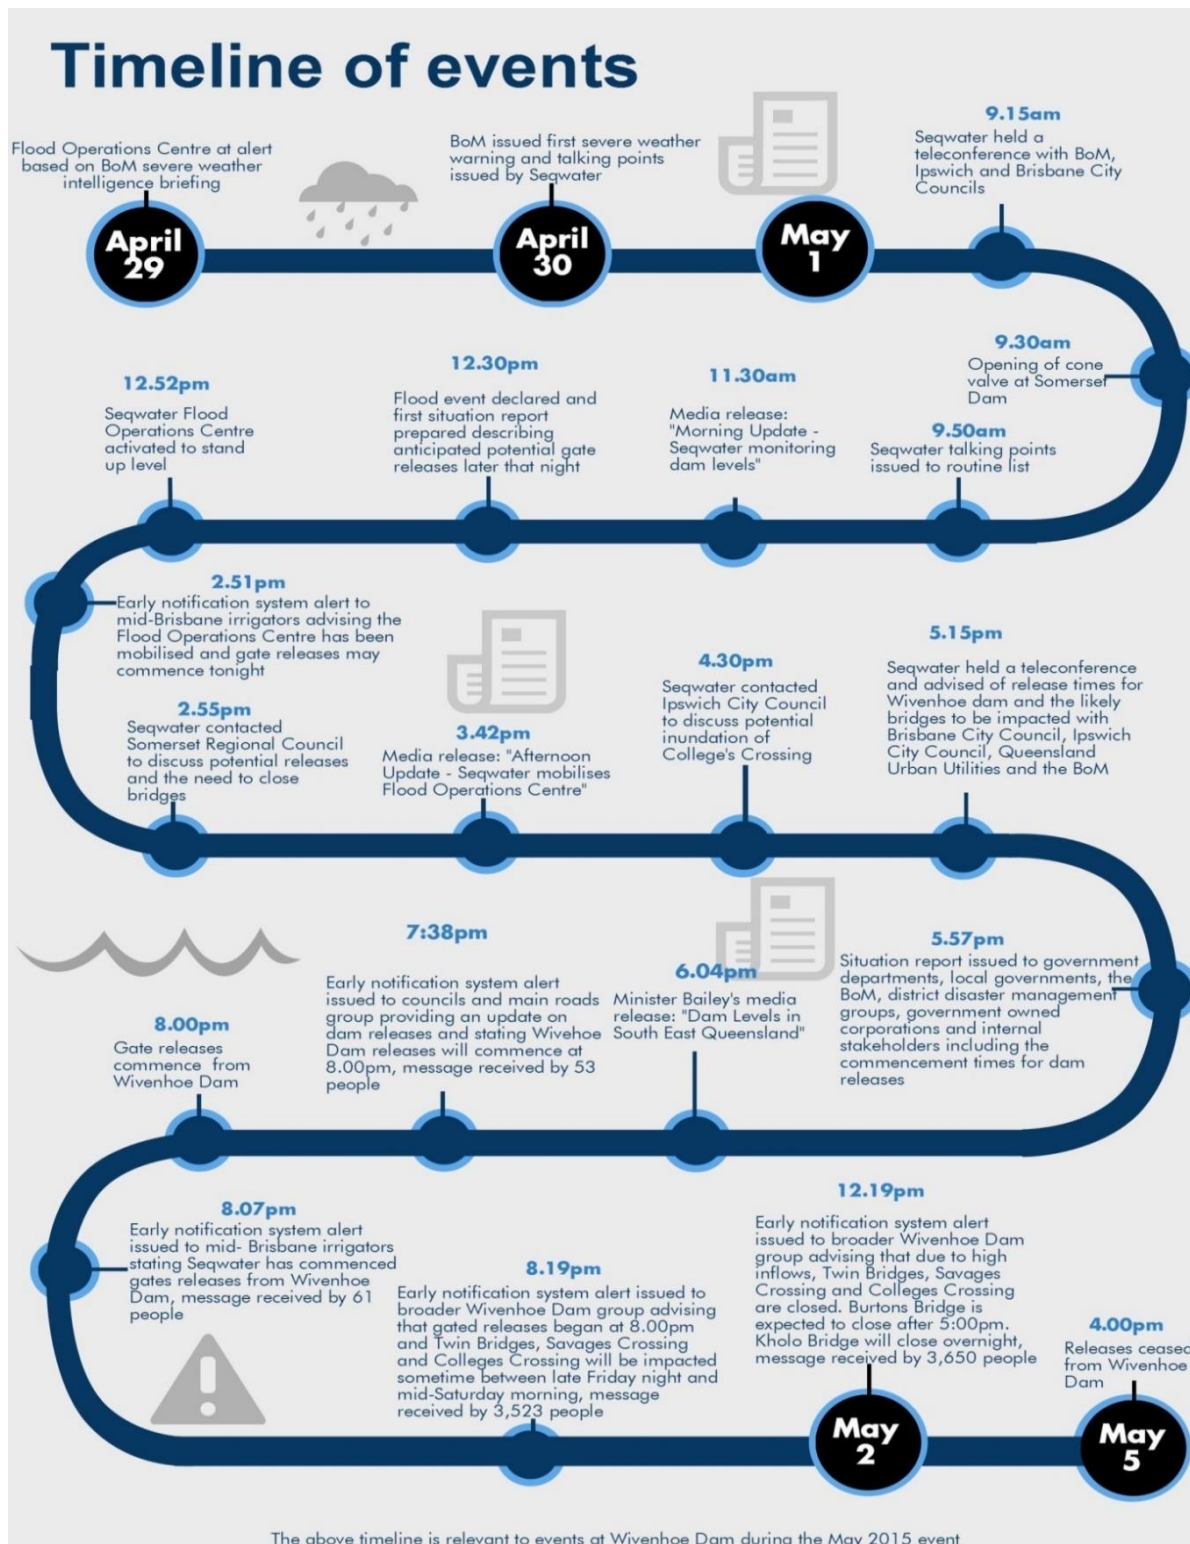 Timeline of events
Flood Operations Centre at alert
based on BoM severe weather
intelligence briefing
April
29
BoM issued first severe weather
warning and talking points
issued by Seqwater
April
30
May
1
9.15am
Seqwater held a
teleconference with BoM,
Ipswich and Brisbane City
Councils
9.30am
Opening of cone
valve at Somerset
Dam
9.50am
Seqwater talking points
issued to routine list
11.30am
Media release:
"Morning Update -
Seqwater monitoring
dam levels"
12.30pm
Flood event declared and
first situation report
prepared describing
anticipated potential gate
releases later that night
12.52pm
Seqwater Flood
Operations Centre
activated to stand
up level
2.51pm
Early notification system alert to
mid-Brisbane irrigators advising the
Flood Operations Centre has been
mobilised and gate releases may
commence tonight
2.55pm
Seqwater contacted
Somerset Regional Council
to discuss potential releases
and the need to close
bridges
3.42pm
Media release: "Afternoon
Update - Seqwater mobilises
Flood Operations Centre"
4.30pm
Seqwater contacted
Ipswich City Council
to discuss potential
inundation of
College's Crossing
5.15pm
Seqwater held a teleconference
and advised of release times for
Wivenhoe dam and the likely
bridges to be impacted with
Brisbane City Council, Ipswich
City Council, Queensland
Urban Utilities and the BoM
5.57pm
Situation report issued to government
departments, local governments, the
BoM, district disaster management
groups, government owned
corporations and internal
stakeholders including the
commencement times for dam
releases
6.04pm
Minister Bailey's media
release: "Dam Levels in
South East Queensland"
7:38pm
Early notification system alert
issued to councils and main roads
group providing an update on
dam releases and stating Wivehoe
Dam releases will commence at
8.00pm, message received by 53
people
8.00pm
Gate releases
commence from
Wivenhoe Dam
8.07pm
Early notification system alert
issued to mid- Brisbane irrigators
stating Seqwater has commenced
gates releases from Wivenhoe
Dam, message received by 61
people
8.19pm
Early notification system alert issued to
broader Wivenhoe Dam group advising
that gated releases began at 8.00pm
and Twin Bridges, Savages Crossing
and Colleges Crossing will be impacted
sometime between late Friday night and
mid-Saturday morning, message
received by 3,523 people
12.19pm
Early notification system alert
issued to broader Wivenhoe Dam
group advising that due to high
inflows, Twin Bridges, Savages
Crossing and Colleges Crossing
are closed. Burtons Bridge is
expected to close after 5:00pm.
Kholo Bridge will close overnight,
message received by 3,650 people
May
2
4.00pm
Releases ceased
from Wivenhoe
Dam
May
5
The above timeline is relevant to events at Wivenhoe Dam during the May 2015 event